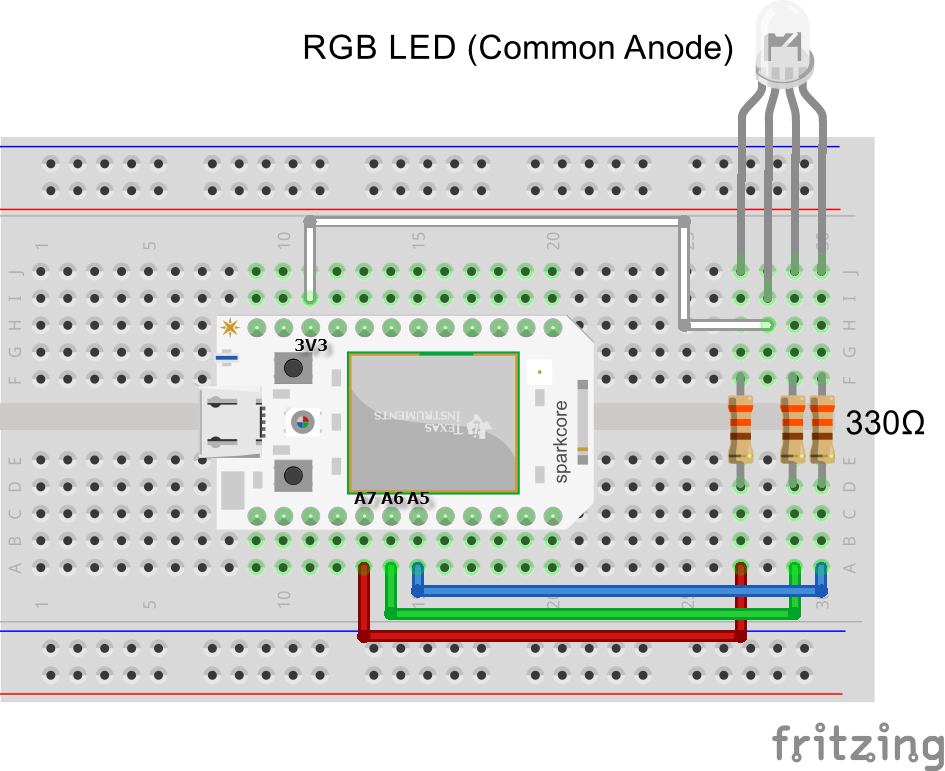 RGB LED (Common Anode)
1 5 10 15 20 25 30
J J
I I
H H
G G
F F
3V3
TEXAS
INSTRUMENTS
sparkcore
330Ω
A7 A6 A5
E E
D D
C C
B B
A A
1 5 10 15 20 25 30
fritzing